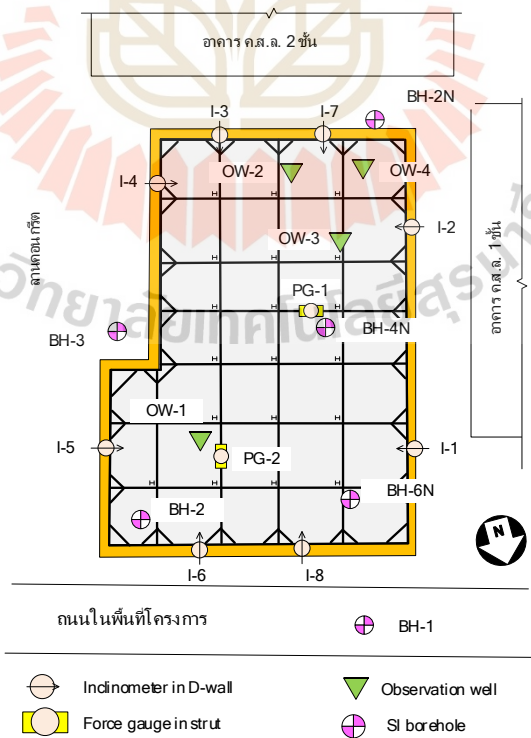 อาคาร ค.ส.ล. 2 ชั้น
BH-2N
I-3
I-7
OW-2
OW-4
I-4
I-2
OW-3
ลานคอนกรีต
อาคาร ค.ส.ล. 1 ชั้น
PG-1
BH-4N
BH-3
OW-1
I-5
PG-2
I-1
BH-6N
BH-2
N
I-6
I-8
ถนนในพื้นที่โครงการ
BH-1
Inclinometer in D-wall
Observation well
Force gauge in strut
SI borehole